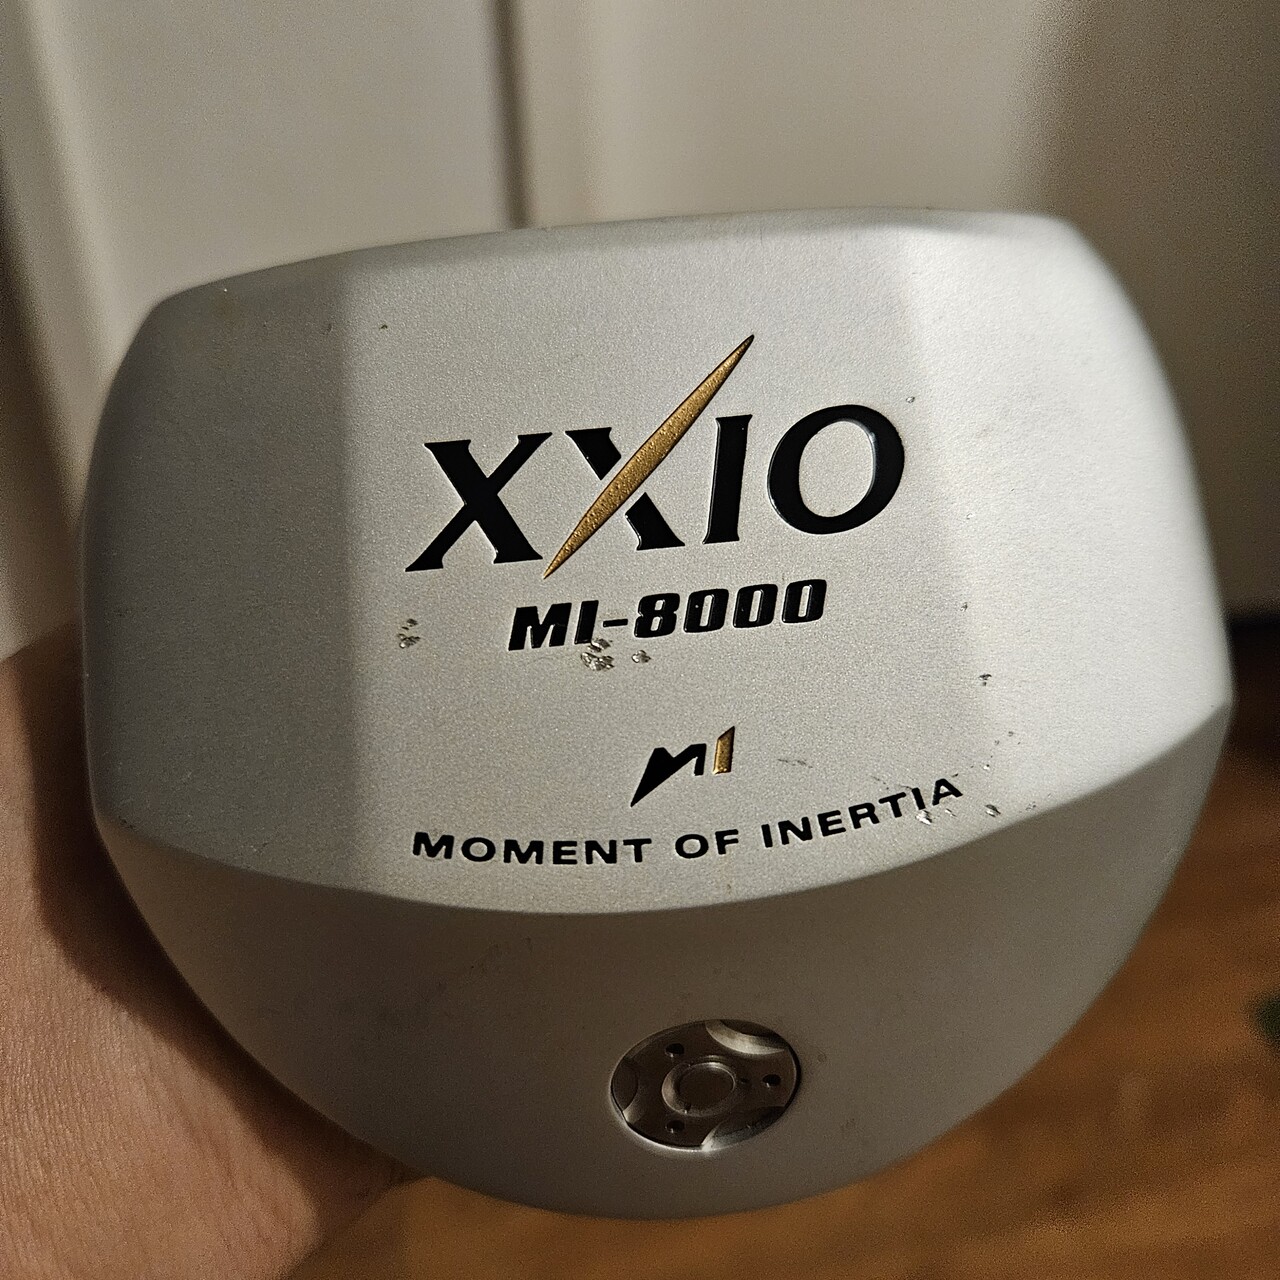 XXIO
MI-8000
MI
MOMENT OF INERTIA